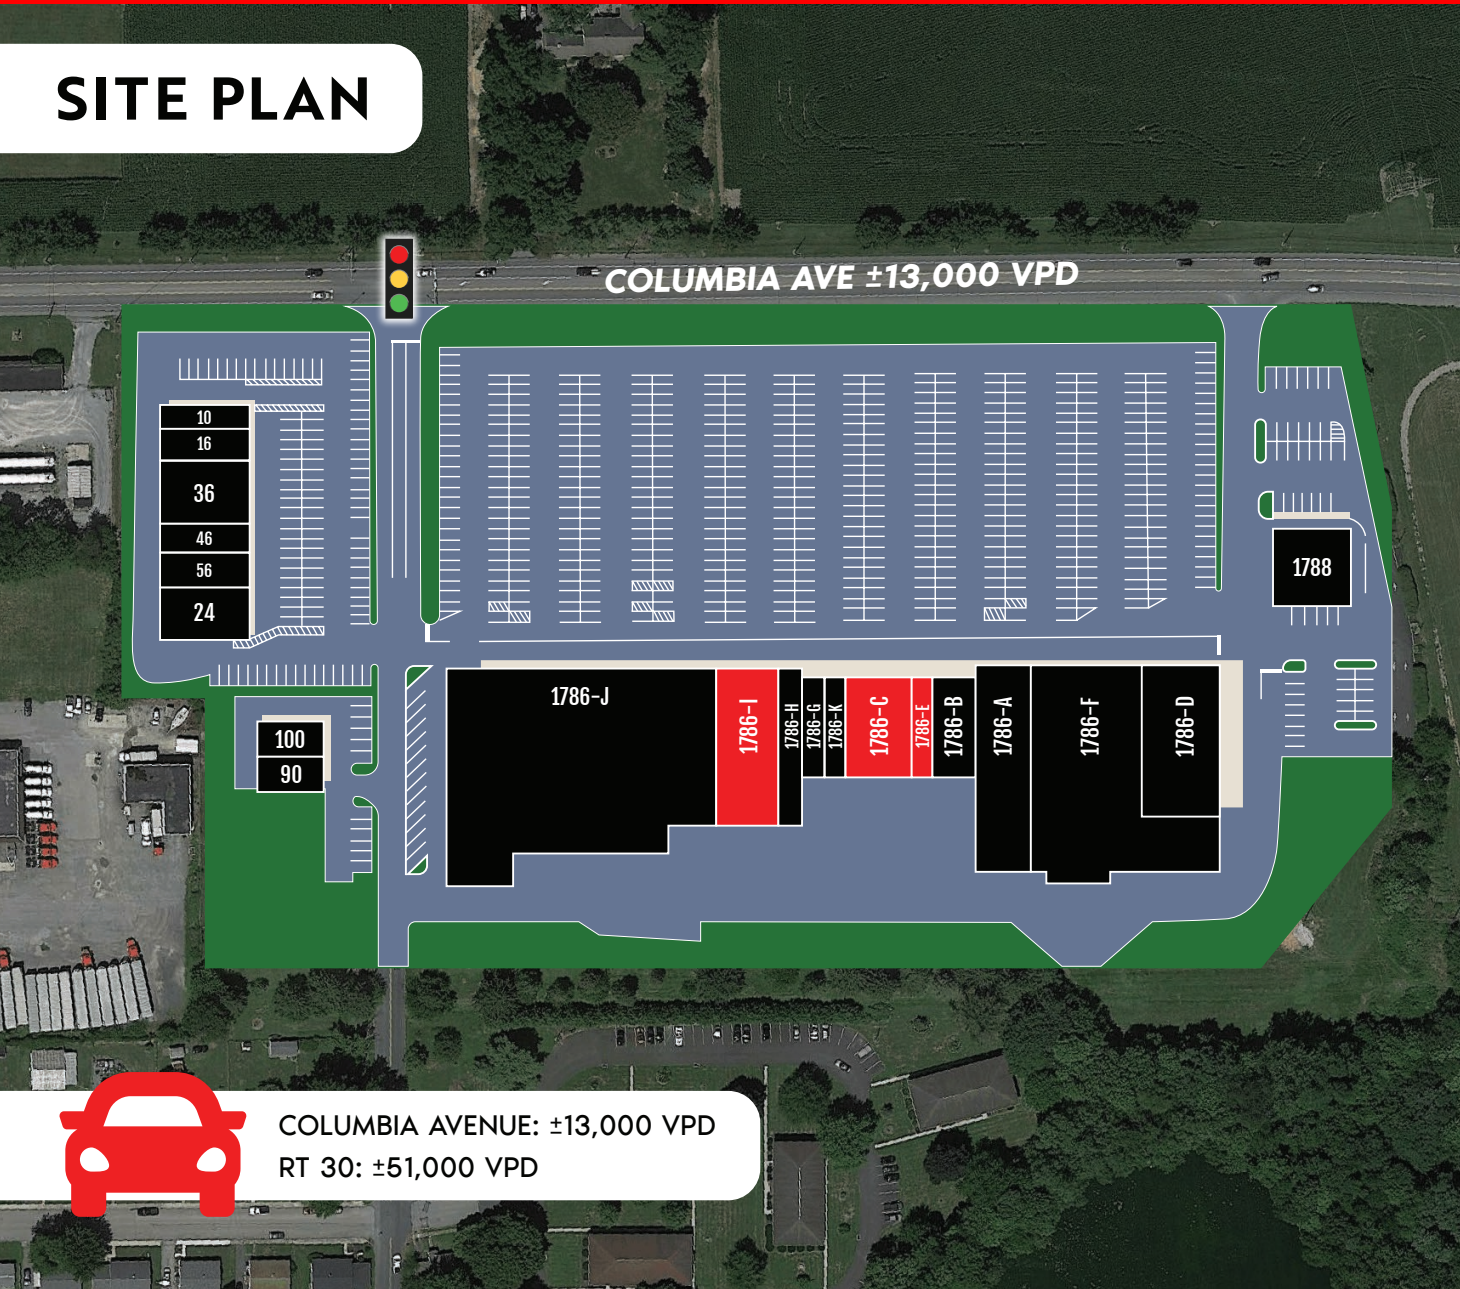 SITE PLAN
COLUMBIA AVE ±13,000 VPD
10
16
36
46
56
24
1788
100
90
1786-J
1786-I
1786-H
1786-G
1786-K
1786-C
1786-E
1786-B
1786-A
1786-F
1786-D
COLUMBIA AVENUE: ±13,000 VPD
RT 30: ±51,000 VPD